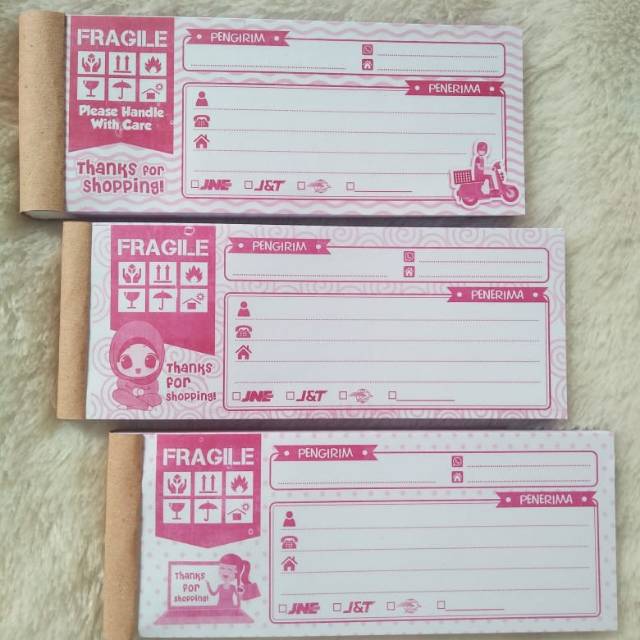 FRAGILE
PENGIRIM
PENERIMA
Please Handle
With Care
Thanks for
shopping!
JNE J&T
FRAGILE
PENGIRIM
PENERIMA
Thanks
for
shopping!
JNE J&T
FRAGILE
PENGIRIM
PENERIMA
Thanks
for
shopping!
JNE J&T